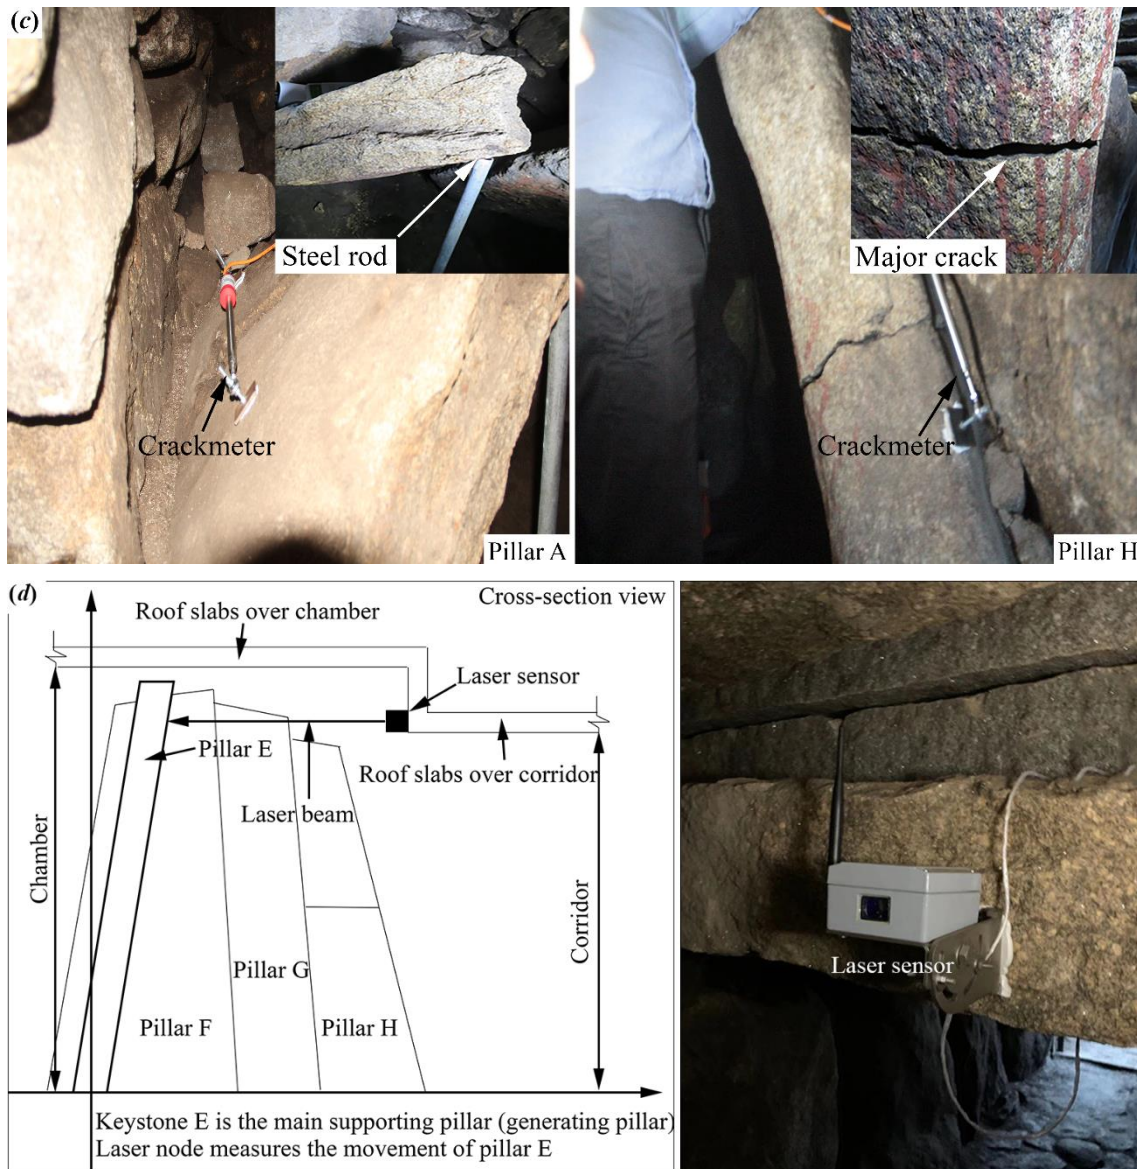 (c)
Steel rod
Crackmeter
Pillar A
Major crack
Crackmeter
Pillar H
(d)
Cross-section view
Roof slabs over chamber
Laser sensor
Pillar E
Roof slabs over corridor
Laser beam
Chamber
Corridor
Pillar G
Pillar F
Pillar H
Keystone E is the main supporting pillar (generating pillar)
Laser node measures the movement of pillar E
Laser sensor